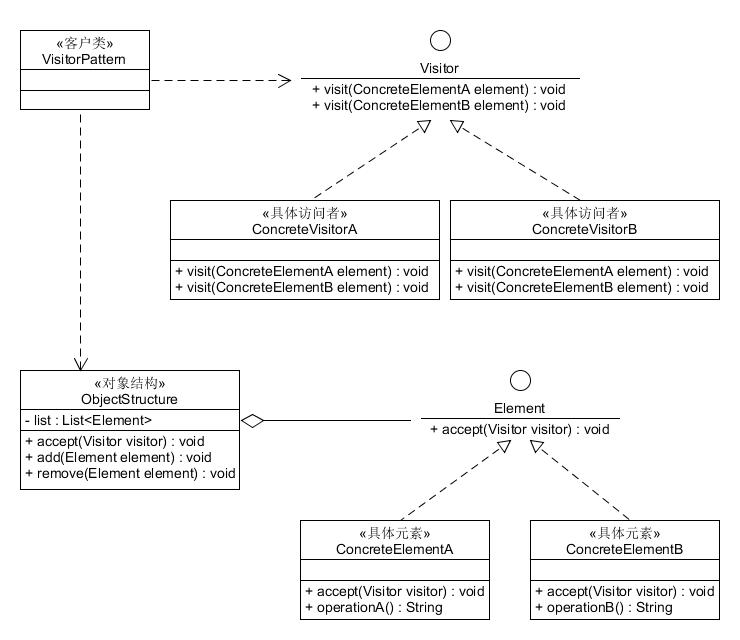 «客户类»
VisitorPattern
Visitor
+ visit(ConcreteElementA element) : void
+ visit(ConcreteElementB element) : void
«具体访问者»
ConcreteVisitorA
+ visit(ConcreteElementA element) : void
+ visit(ConcreteElementB element) : void
«具体访问者»
ConcreteVisitorB
+ visit(ConcreteElementA element) : void
+ visit(ConcreteElementB element) : void
«对象结构»
ObjectStructure
- list : List<Element>
+ accept(Visitor visitor) : void
+ add(Element element) : void
+ remove(Element element) : void
Element
+ accept(Visitor visitor) : void
«具体元素»
ConcreteElementA
+ accept(Visitor visitor) : void
+ operationA() : String
«具体元素»
ConcreteElementB
+ accept(Visitor visitor) : void
+ operationB() : String